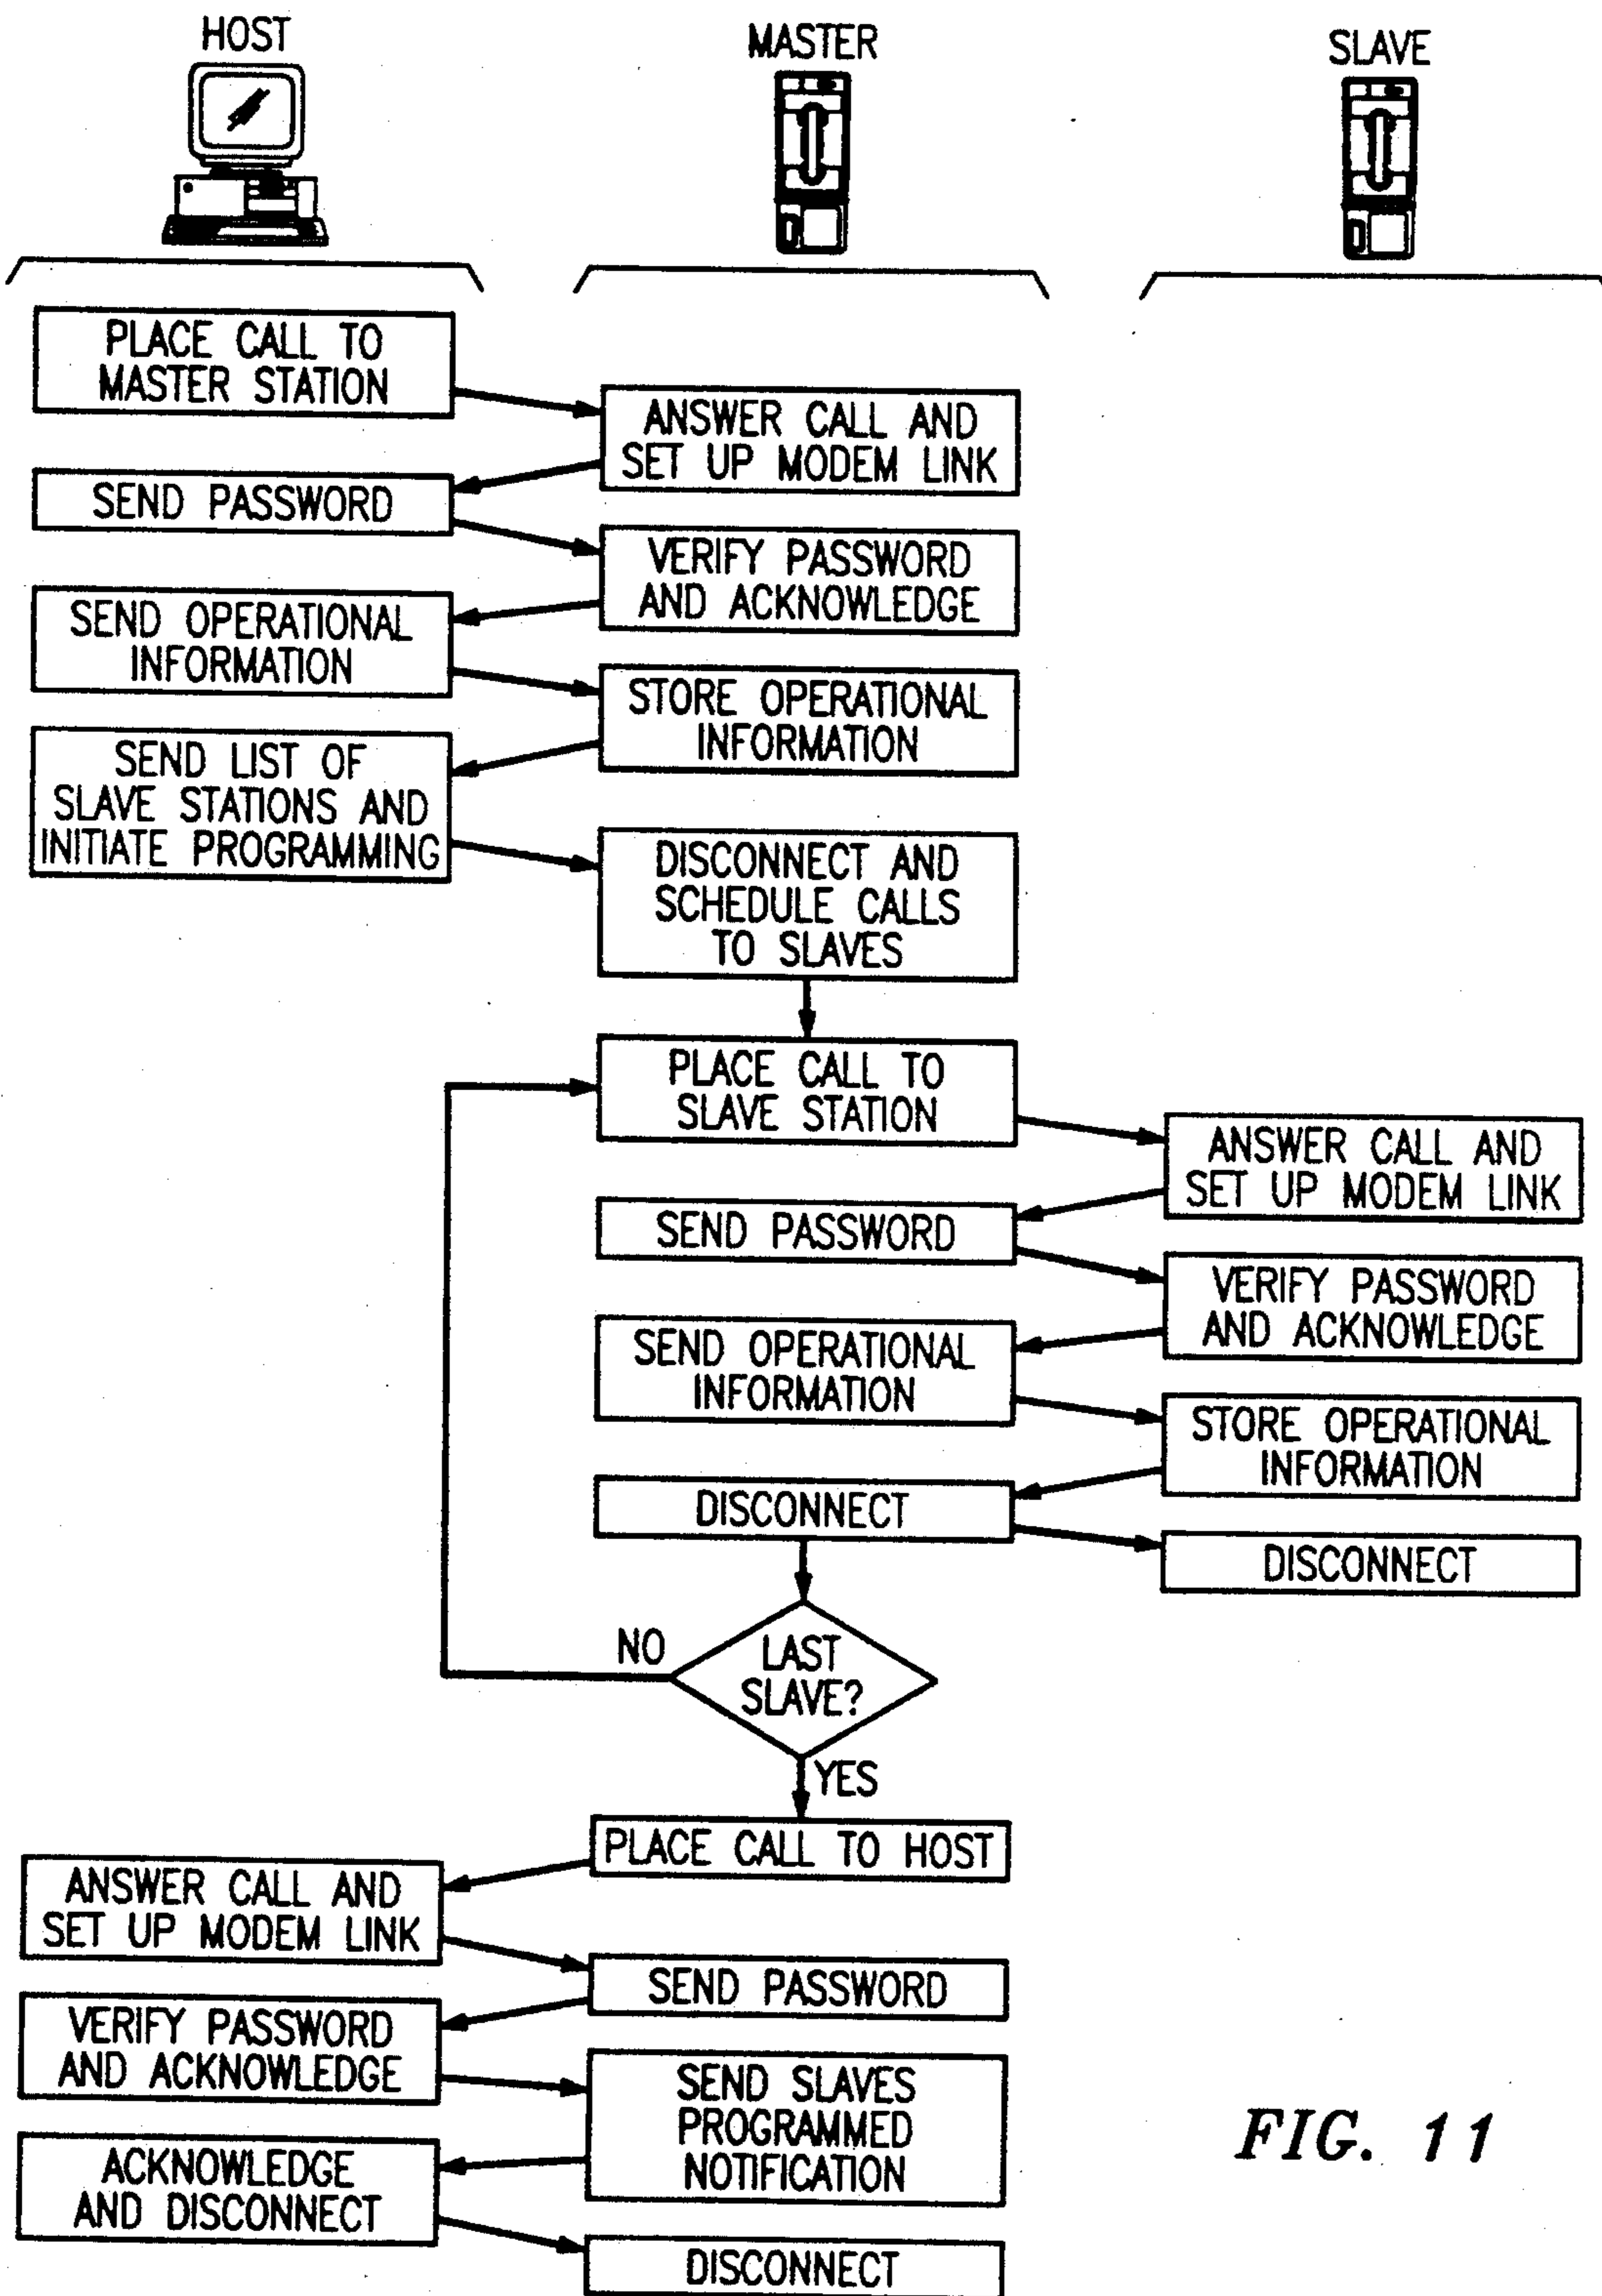 HOST
MASTER
SLAVE
PLACE CALL TO
MASTER STATION
ANSWER CALL AND
SET UP MODEM LINK
SEND PASSWORD
VERIFY PASSWORD
AND ACKNOWLEDGE
SEND OPERATIONAL
INFORMATION
STORE OPERATIONAL
INFORMATION
SEND LIST OF
SLAVE STATIONS AND
INITIATE PROGRAMMING
DISCONNECT AND
SCHEDULE CALLS
TO SLAVES
PLACE CALL TO
SLAVE STATION
ANSWER CALL AND
SET UP MODEM LINK
SEND PASSWORD
VERIFY PASSWORD
AND ACKNOWLEDGE
SEND OPERATIONAL
INFORMATION
STORE OPERATIONAL
INFORMATION
DISCONNECT
DISCONNECT
NO
LAST
SLAVE?
YES
PLACE CALL TO HOST
ANSWER CALL AND
SET UP MODEM LINK
SEND PASSWORD
VERIFY PASSWORD
AND ACKNOWLEDGE
SEND SLAVES
PROGRAMMED
NOTIFICATION
ACKNOWLEDGE
AND DISCONNECT
DISCONNECT
FIG. 11